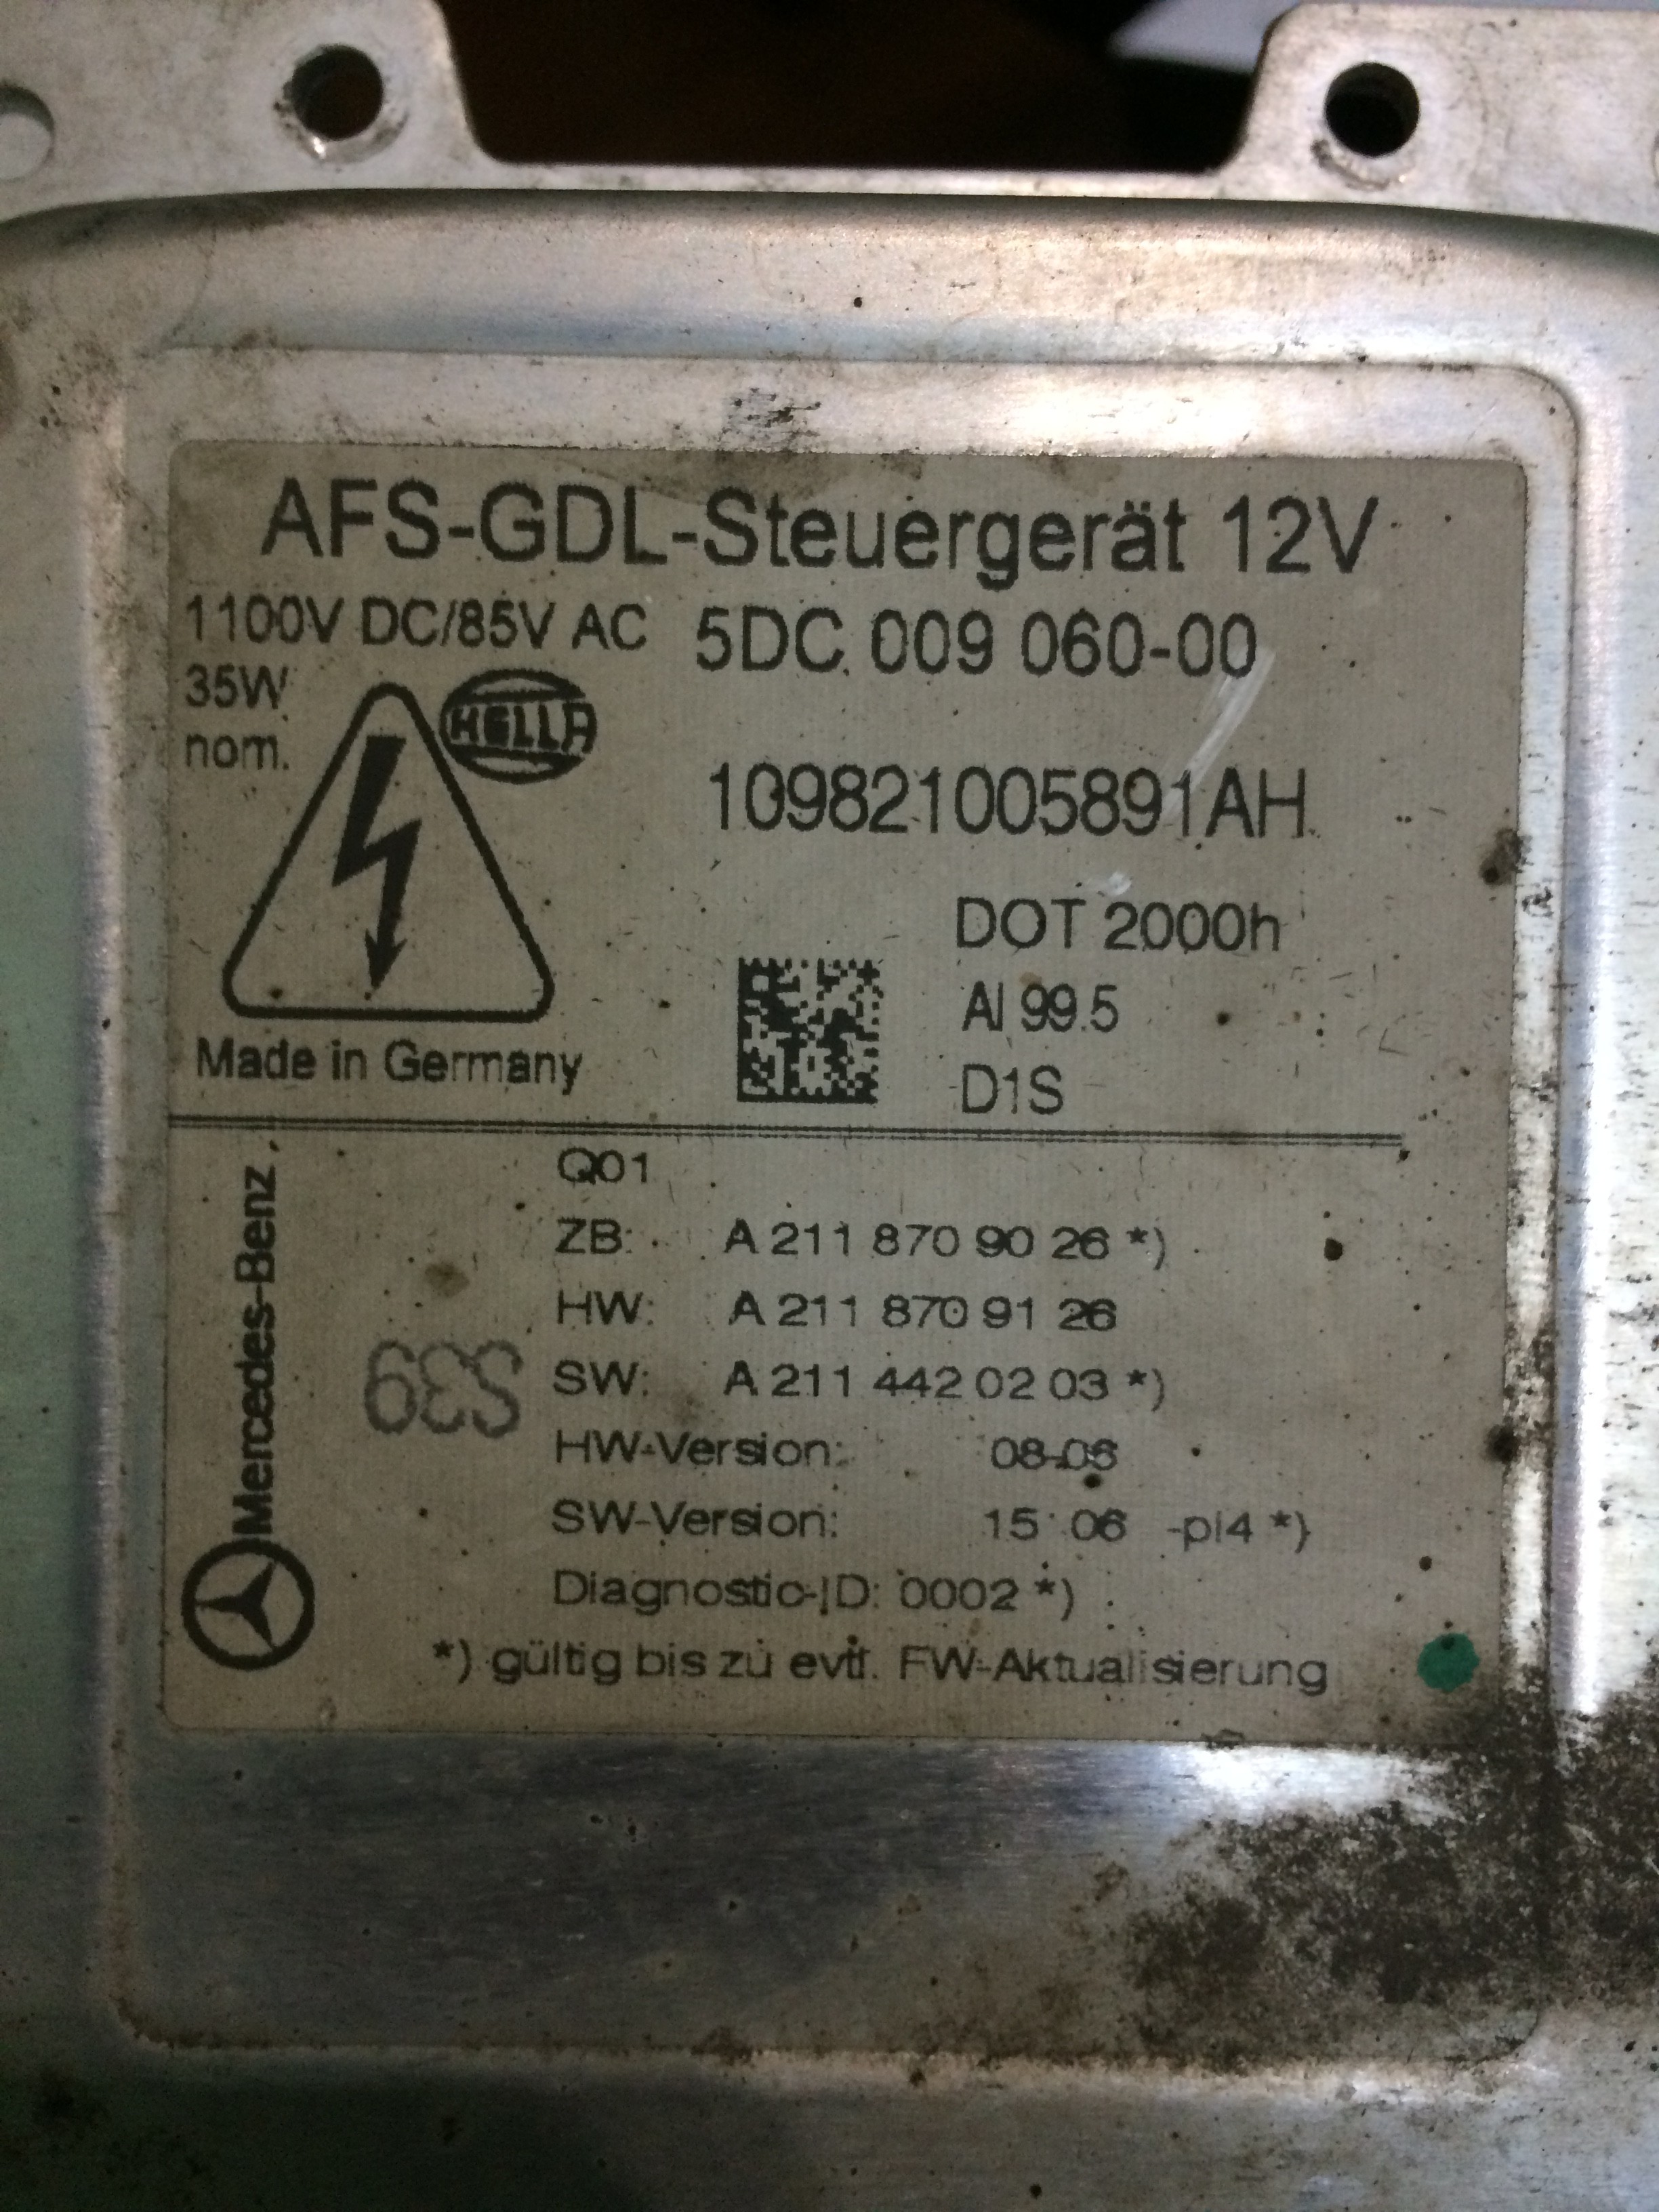 AFS-GDL-Steuergerät 12V
1100V DC/85V AC
5DC 009 060-00
35W
nom.
HELLA
109821005891AH
DOT 2000h
Al 99.5
D1S
Made in Germany
Mercedes-Benz
Q01
ZB: A 211 870 90 26 *)
HW: A 211 870 91 26
SW: A 211 442 02 03 *)
HW-Version: 08-06
SW-Version: 15 06 -pl4 *)
Diagnostic-ID: 0002 *)
*) gültig bis zu evtl. FW-Aktualisierung